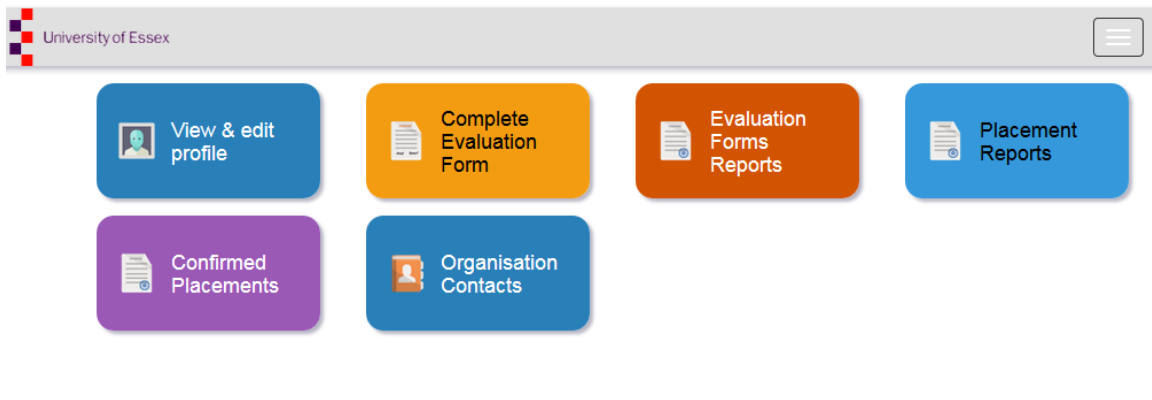 University of Essex
View & edit
profile
Complete
Evaluation
Form
Evaluation
Forms
Reports
Placement
Reports
Confirmed
Placements
Organisation
Contacts